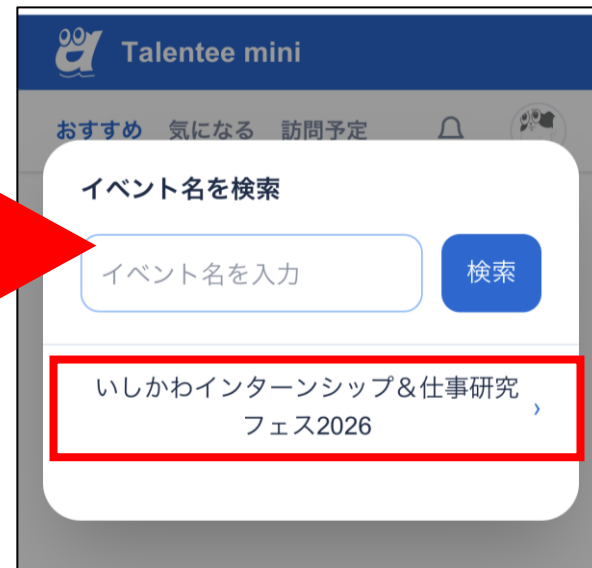 Talentee mini
おすすめ 気になる 訪問予定
イベント名を検索
イベント名を入力 検索
いしかわインターンシップ＆仕事研究
フェス2026 ›